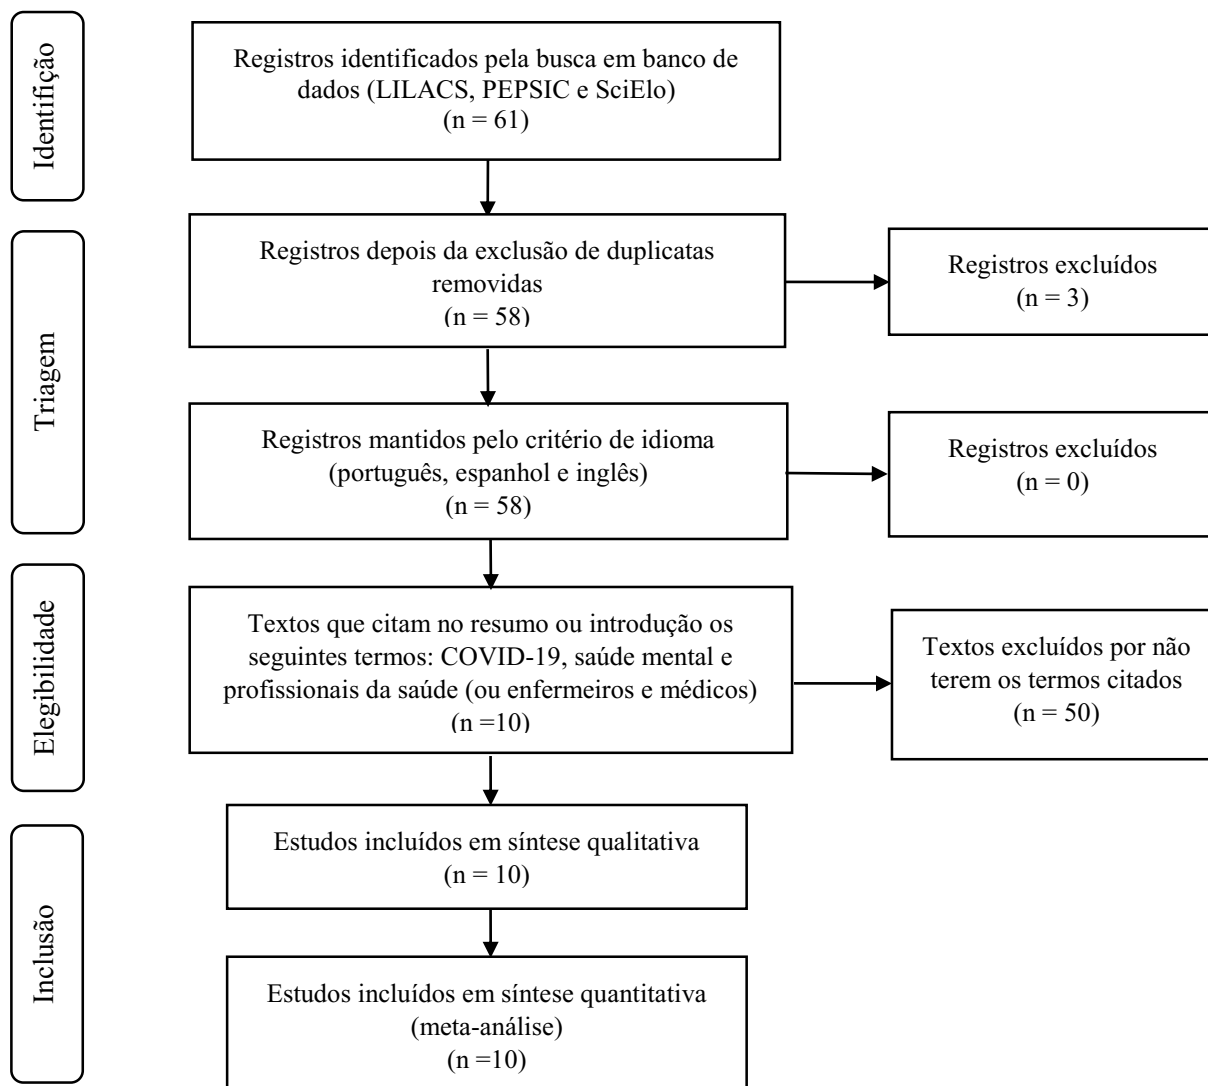 Identifição
Registros identificados pela busca em banco de
dados (LILACS, PEPSIC e SciElo)
(n = 61)
Triagem
Registros depois da exclusão de duplicatas
removidas
(n = 58)
Registros excluídos
(n = 3)
Registros mantidos pelo critério de idioma
(português, espanhol e inglês)
(n = 58)
Registros excluídos
(n = 0)
Elegibilidade
Textos que citam no resumo ou introdução os
seguintes termos: COVID-19, saúde mental e
profissionais da saúde (ou enfermeiros e médicos)
(n =10)
Textos excluídos por não
terem os termos citados
(n = 50)
Inclusão
Estudos incluídos em síntese qualitativa
(n = 10)
Estudos incluídos em síntese quantitativa
(meta-análise)
(n =10)